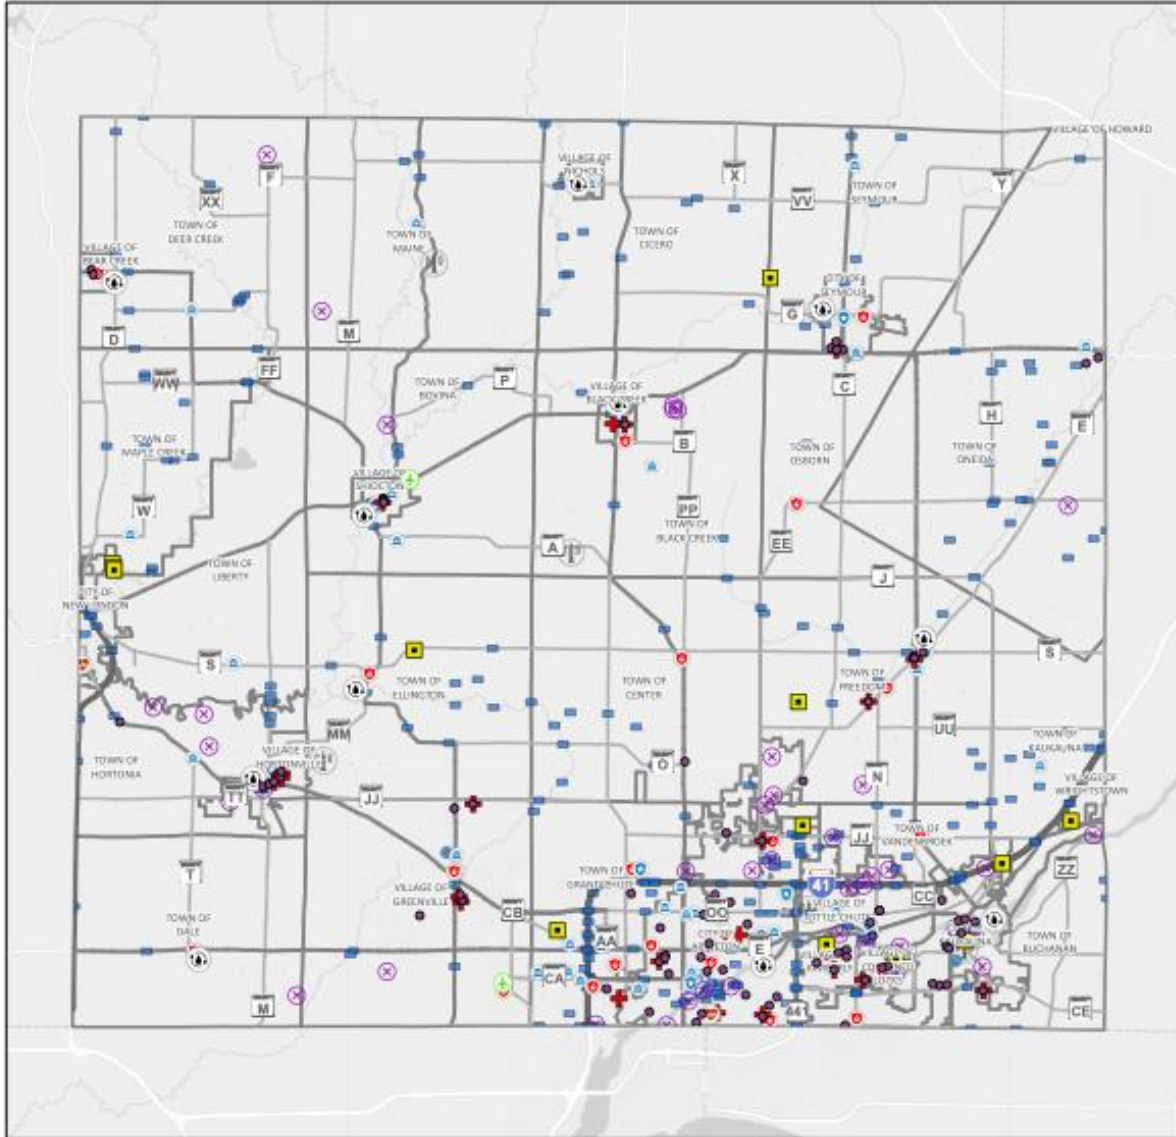 VILLAGE OF HOWARD
VILLAGE OF
NICHOLS
F
X
Y
XX
VV
TOWN OF
SEYMOUR
TOWN OF
DEER CREEK
TOWN OF
MAINE
TOWN OF
CICERO
VILLAGE OF
BEAR CREEK
CITY OF
SEYMOUR
G
D
M
FF
WW
P
TOWN OF
BOVINA
VILLAGE OF
BLACK CREEK
C
H
E
B
TOWN OF
MAPLE CREEK
TOWN OF
OSBORN
TOWN OF
ONEIDA
VILLAGE OF
SHIOCTON
W
PP
TOWN OF
BLACK CREEK
EE
A
TOWN OF
LIBERTY
J
CITY OF
NEW LONDON
S
S
TOWN OF
ELLINGTON
TOWN OF
CENTER
TOWN OF
FREEDOM
MM
UU
TOWN OF
KAUKAUNA
TOWN OF
HORTONIA
VILLAGE OF
HORTONVILLE
O
N
VILLAGE OF
WRIGHTSTOWN
TT
JJ
JJ
TOWN OF
VANDENBROEK
T
TOWN OF
GRAND CHUTE
ZZ
41
VILLAGE OF
GREENVILLE
CC
VILLAGE OF
LITTLE CHUTE
CB
OO
TOWN OF
DALE
AA
CITY OF
APPLETON
E
TOWN OF
BUCHANAN
CA
M
441
CE